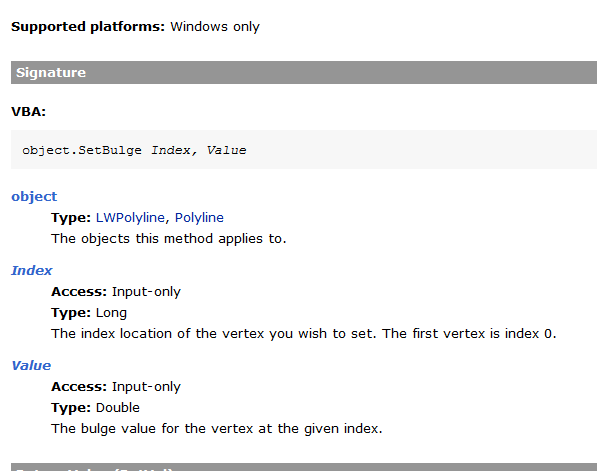 Supported platforms: Windows only
Signature
VBA:
object.SetBulge Index, Value
object
Type: LWPolyline, Polyline
The objects this method applies to.
Index
Access: Input-only
Type: Long
The index location of the vertex you wish to set. The first vertex is index 0.
Value
Access: Input-only
Type: Double
The bulge value for the vertex at the given index.